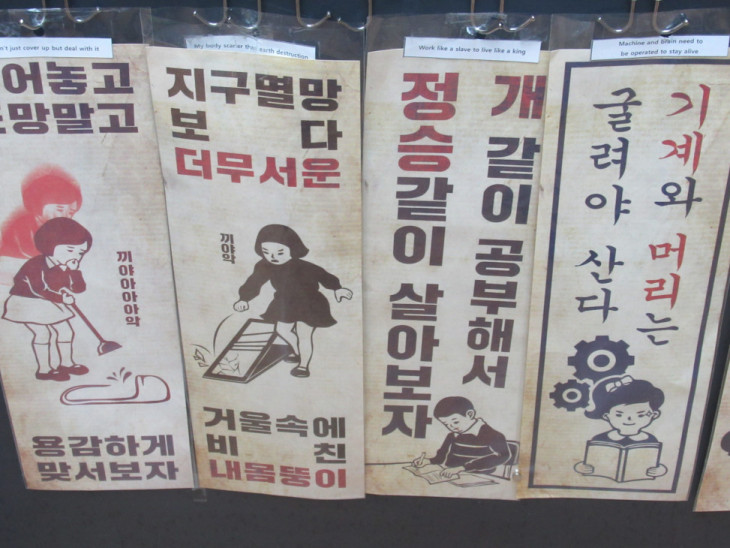 just cover up but deal with it
어놓고
망말고
끼야아아아악
용감하게
맞서보자
My body scarier than earth destruction
지구멸망
보 다
더무서운
끼야악
거울속에
비 친
내몸뚱이
Work like a slave to live like a king
개 같이 공부해서
정승같이 살아보자
Machine and Brain need to
be operated to stay alive
기계와 머리는
굴려야 산다